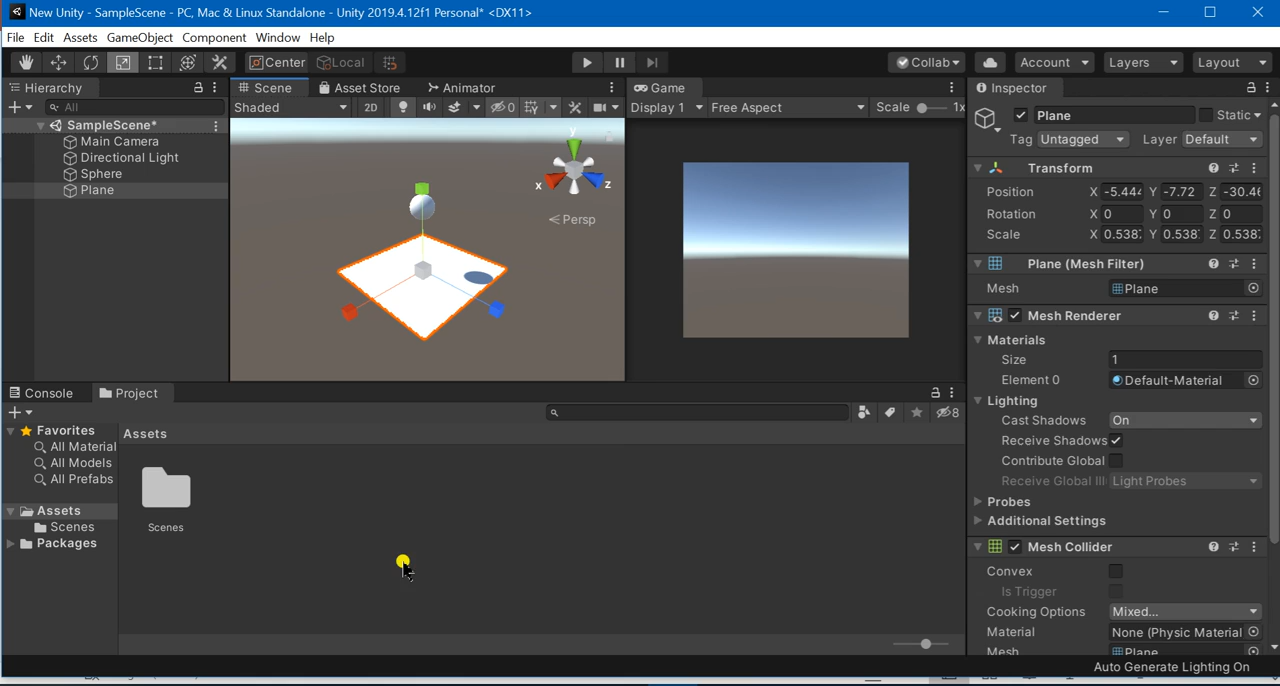 New Unity - SampleScene - PC, Mac & Linux Standalone - Unity 2019.4.12f1 Personal* <DX11>
File Edit Assets GameObject Component Window Help
Center Local Collab Account Layers Layout
Hierarchy Scene Asset Store Animator Game Inspector
All Shaded 2D 0 Display 1 Free Aspect Scale 1x Plane Static
SampleScene*
Main Camera
Directional Light
Sphere
Plane
y
x
z
Persp
Tag Untagged Layer Default
Transform
Position X -5.444 Y -7.72 Z -30.46
Rotation X 0 Y 0 Z 0
Scale X 0.538 Y 0.538 Z 0.538
Plane (Mesh Filter)
Mesh Plane
Mesh Renderer
Materials
Size 1
Element 0 Default-Material
Lighting
Cast Shadows On
Receive Shadows
Contribute Global
Receive Global Ill Light Probes
Probes
Additional Settings
Mesh Collider
Convex
Is Trigger
Cooking Options Mixed...
Material None (Physic Material
Mesh Plane
Console Project
8
Favorites
All Material
All Models
All Prefabs
Assets
Scenes
Packages
Assets
Scenes
Auto Generate Lighting On